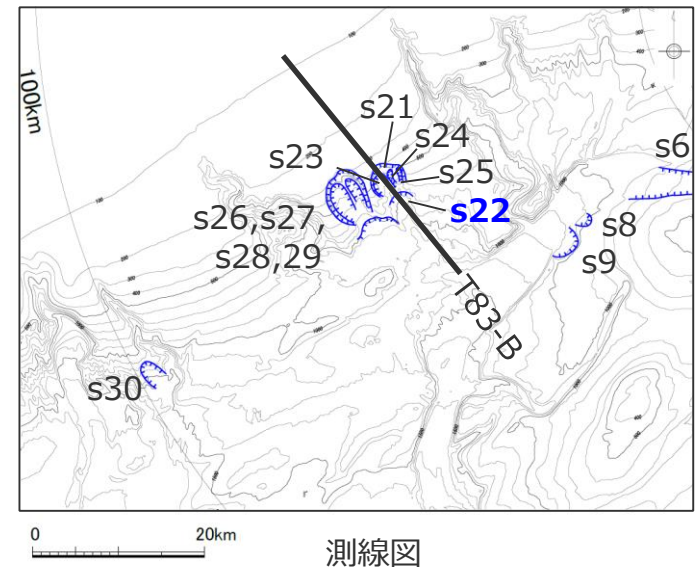 100km
s21
s24
s23
s25
s6
s22
s26,s27,
s28,29
s8
s9
T83-B
s30
0
20km
測線図